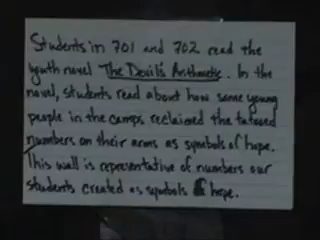 Students in 701 and 702 read the
youth novel The Devil's Arithmetic. In the
novel, students read about how some young
people in the camps reclaimed the tatooed
numbers on their arms as symbols of hope.
This wall is representative of numbers our
students created as symbols of hope.